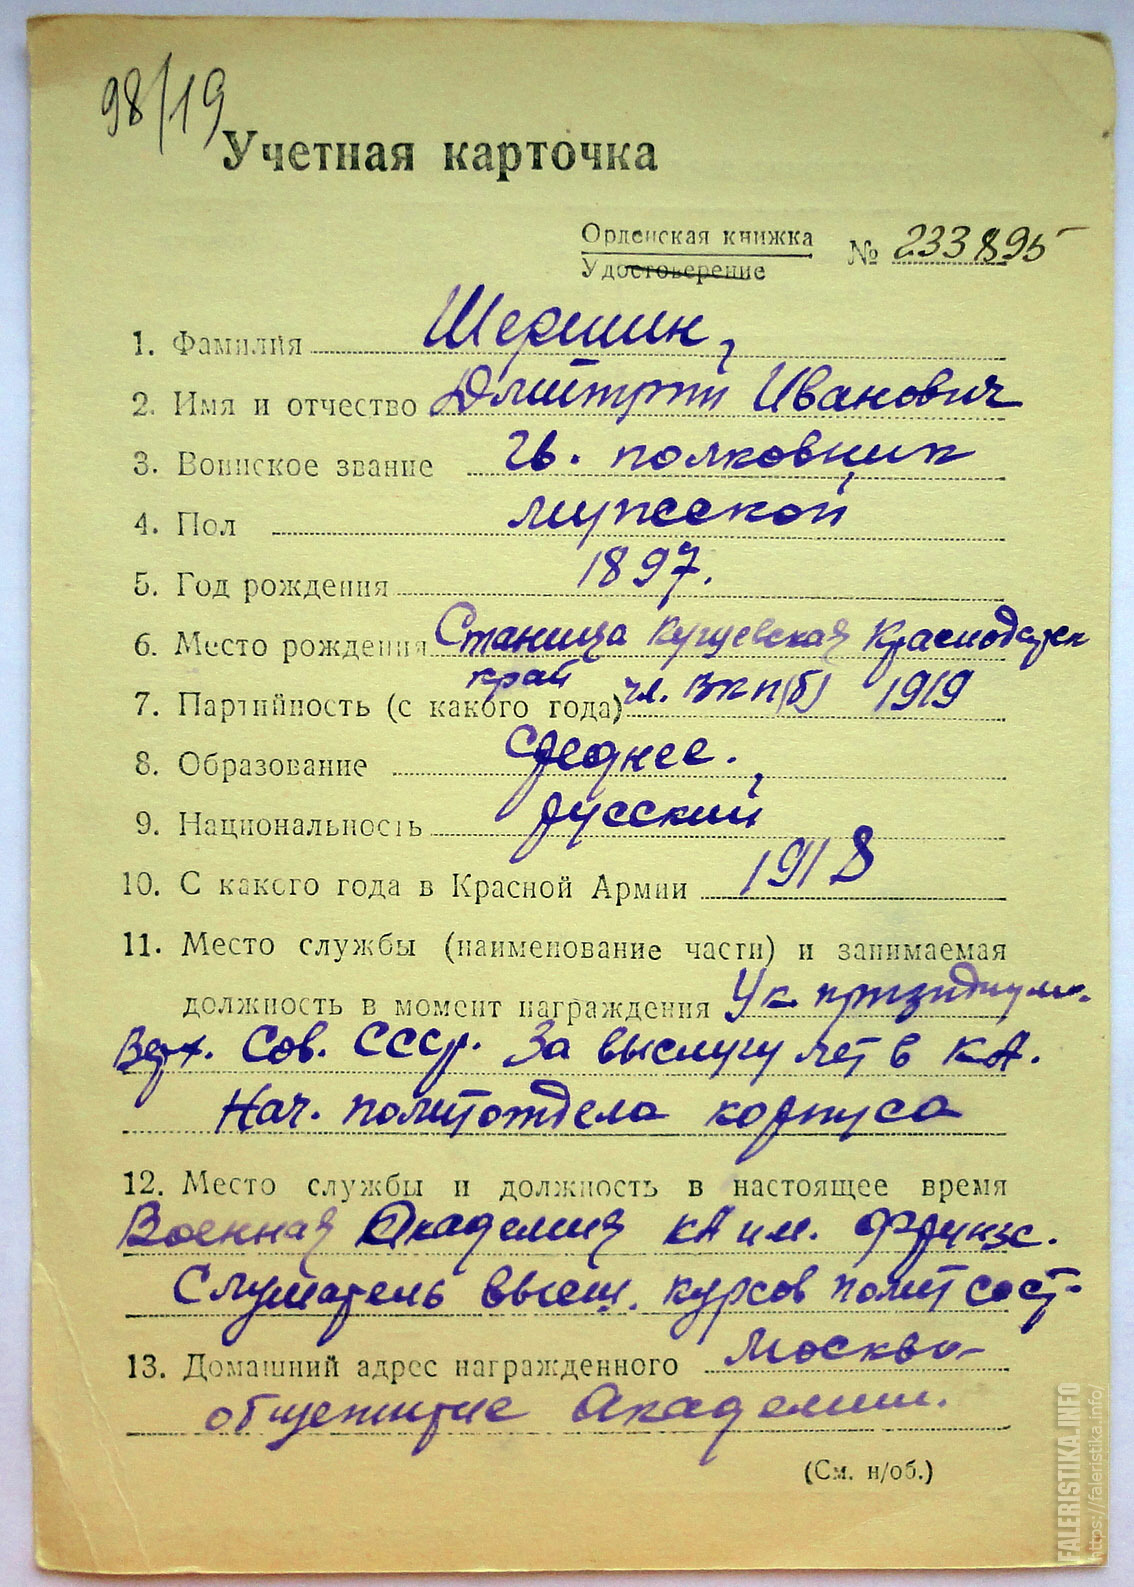 98/19
Учетная карточка
Орденская книжка № 233895
Удостоверение
1. Фамилия Шершин,
2. Имя и отчество Дмитрий Иванович
3. Воинское звание гв. полковник
4. Пол мужской
5. Год рождения 1897.
6. Место рождения Станица Кущевская Краснодарск
край
7. Партийность (с какого года) чл. ВКП(б) 1919
8. Образование Среднее.
9. Национальность русский
10. С какого года в Красной Армии 1918
11. Место службы (наименование части) и занимаемая
должность в момент награждения Ук. президиум.
Верх. Сов. СССР. За выслугу лет в КА.
Нач. политотдела корпуса
12. Место службы и должность в настоящее время
Военная Академия КА им. Фрунзе.
Слушатель высш. курсов полит сост.
13. Домашний адрес награжденного Москва-
общежитие Академии.
(См. н/об.)
FALERISTIKA.INFO
https://faleristika.info